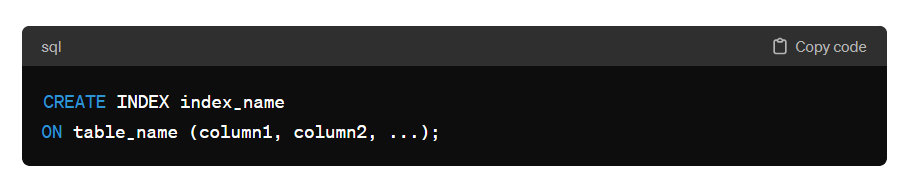 sql
Copy code
CREATE INDEX index_name
ON table_name (column1, column2, ...);